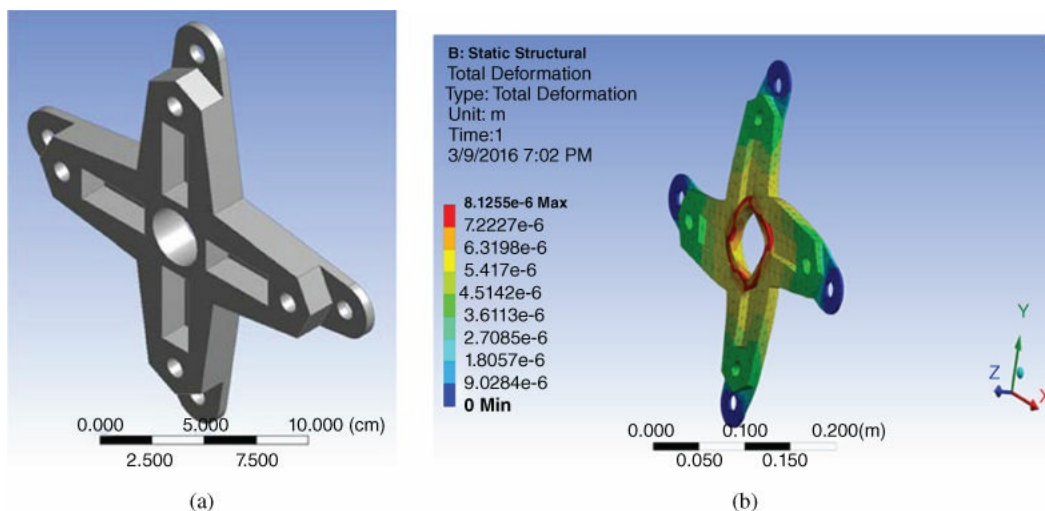 0.000 5.000 10.000 (cm)
2.500 7.500
(a)
B: Static Structural
Total Deformation
Type: Total Deformation
Unit: m
Time:1
3/9/2016 7:02 PM
8.1255e-6 Max
7.2227e-6
6.3198e-6
5.417e-6
4.5142e-6
3.6113e-6
2.7085e-6
1.8057e-6
9.0284e-6
0 Min
Y
Z
X
0.000 0.100 0.200(m)
0.050 0.150
(b)